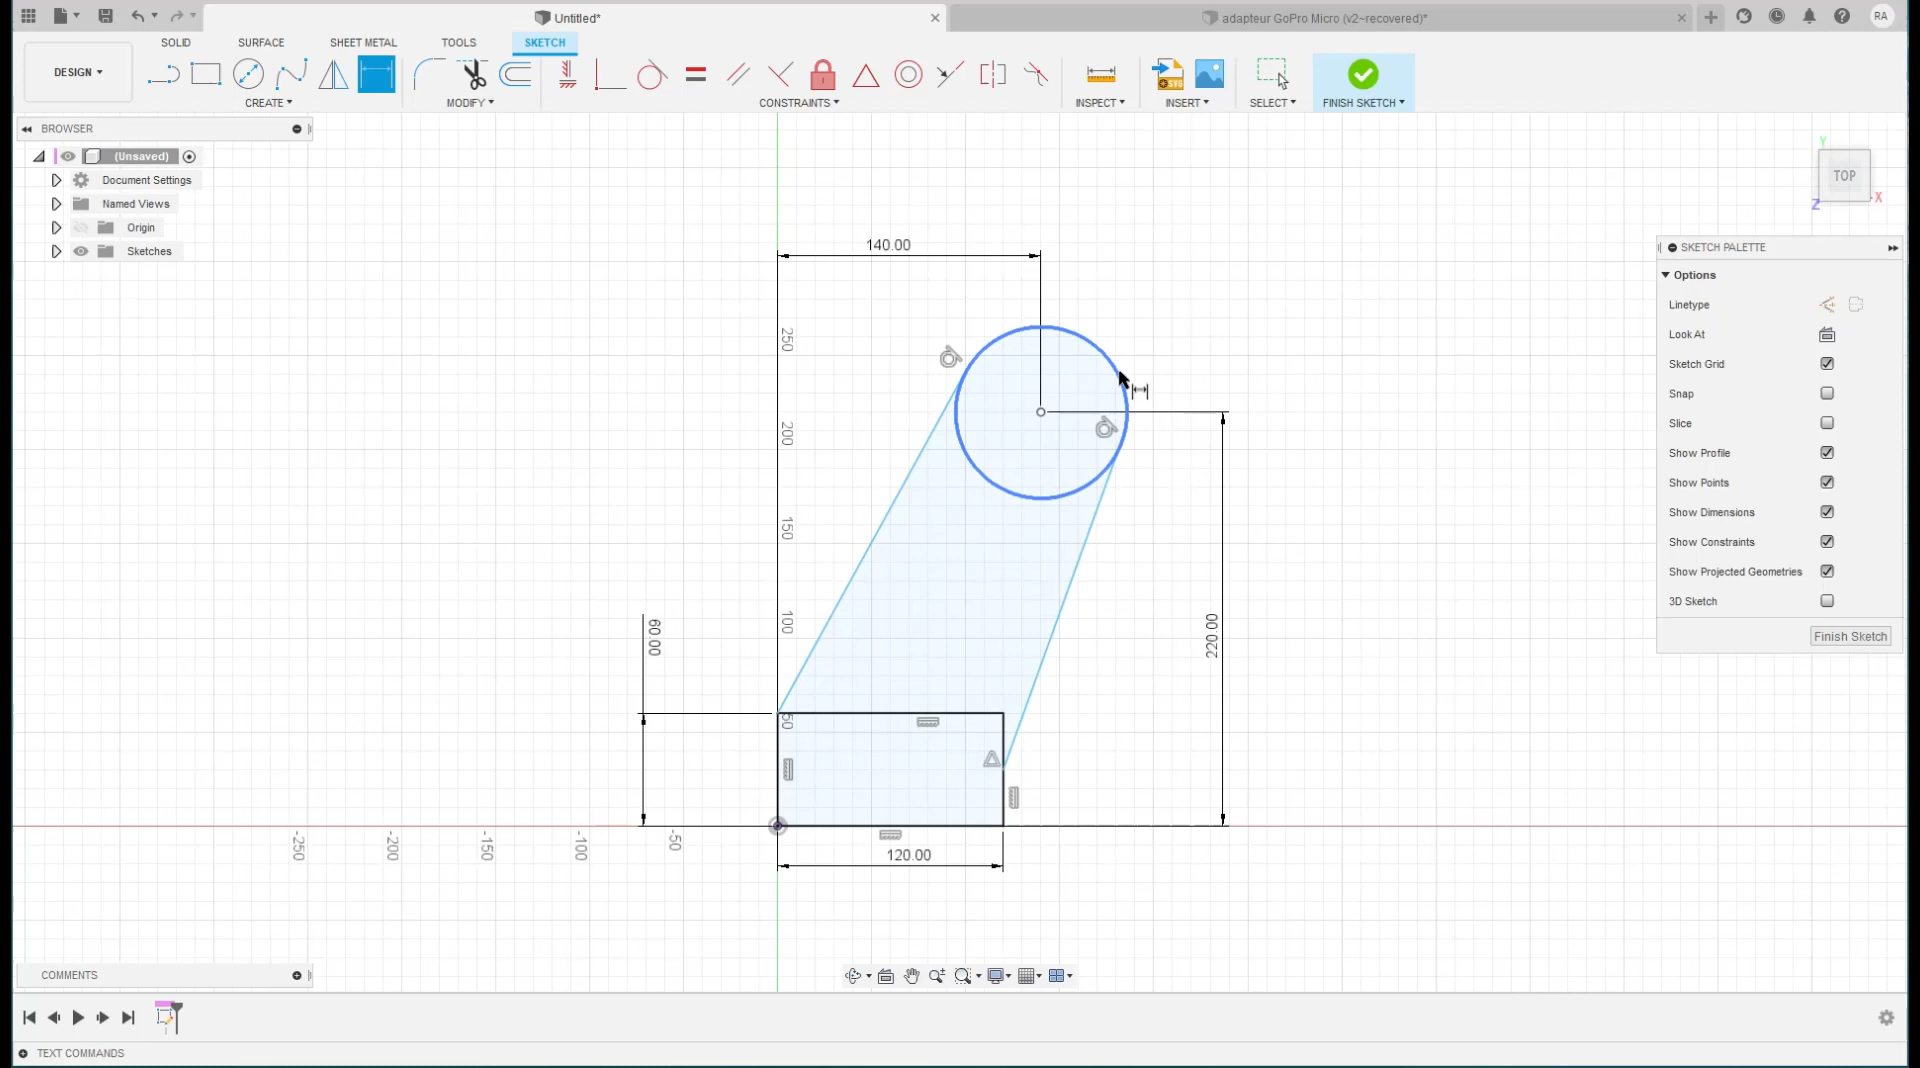 Untitled*
adapteur GoPro Micro (v2~recovered)*
RA
SOLID
SURFACE
SHEET METAL
TOOLS
SKETCH
DESIGN
CREATE
MODIFY
CONSTRAINTS
INSPECT
INSERT
SELECT
FINISH SKETCH
BROWSER
(Unsaved)
Document Settings
Named Views
Origin
Sketches
Y
TOP
X
Z
SKETCH PALETTE
Options
Linetype
Look At
Sketch Grid
Snap
Slice
Show Profile
Show Points
Show Dimensions
Show Constraints
Show Projected Geometries
3D Sketch
Finish Sketch
140.00
250
200
150
100
50
60.00
220.00
120.00
-250
-200
-150
-100
-50
COMMENTS
TEXT COMMANDS